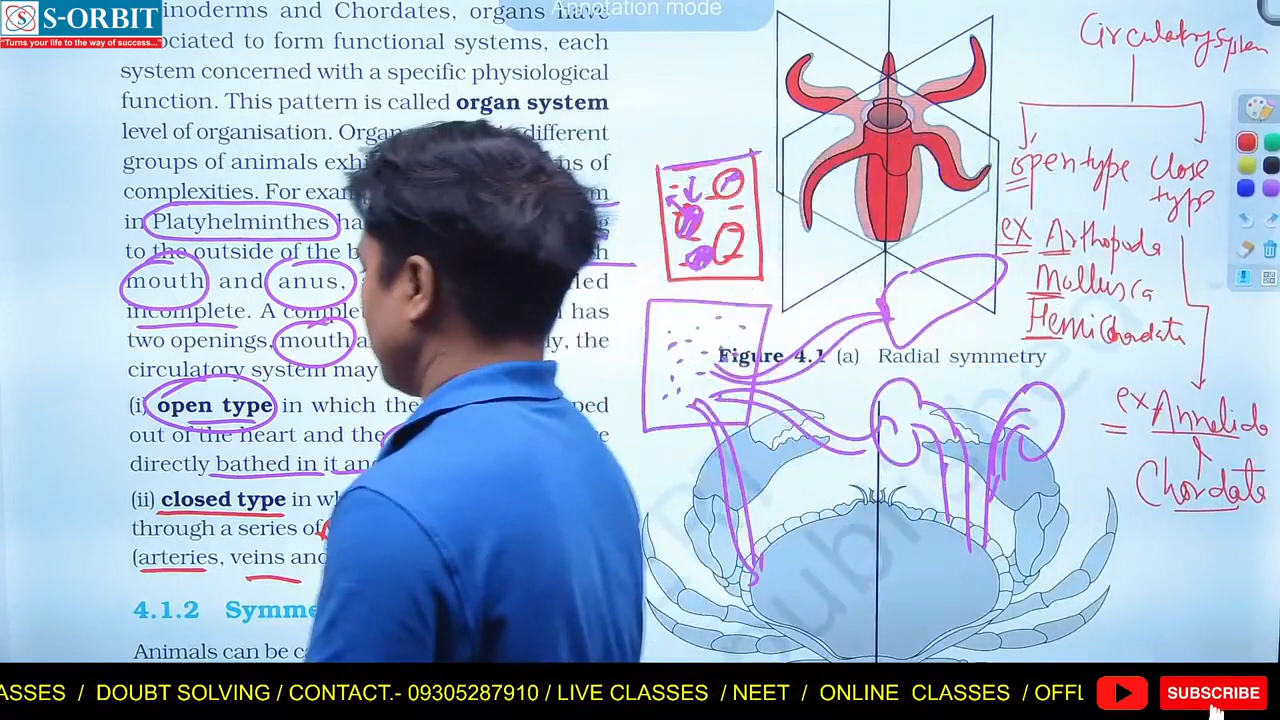 S-ORBIT
"Turns your life to the way of success..."
Annotation mode
inoderms and Chordates, organs have
ociated to form functional systems, each
system concerned with a specific physiological
function. This pattern is called organ system
level of organisation. Organ different
groups of animals exhi ns of
complexities. For exam
in Platyhelminthes ha
to the outside of the b
mouth and anus, led
incomplete. A complete has
two openings, mouth a y, the
circulatory system may
(i) open type in which the ped
out of the heart and the
directly bathed in it and
(ii) closed type in wh
through a series of
(arteries, veins and
4.1.2 Symme
Animals can be c
Figure 4.1 (a) Radial symmetry
Circulatory system
open type
Close type
ex Arthopoda
Mollusca
Hemichordate
ex Annelida
Chordate
ASSES / DOUBT SOLVING / CONTACT.- 09305287910 / LIVE CLASSES / NEET / ONLINE CLASSES / OFFL
SUBSCRIBE